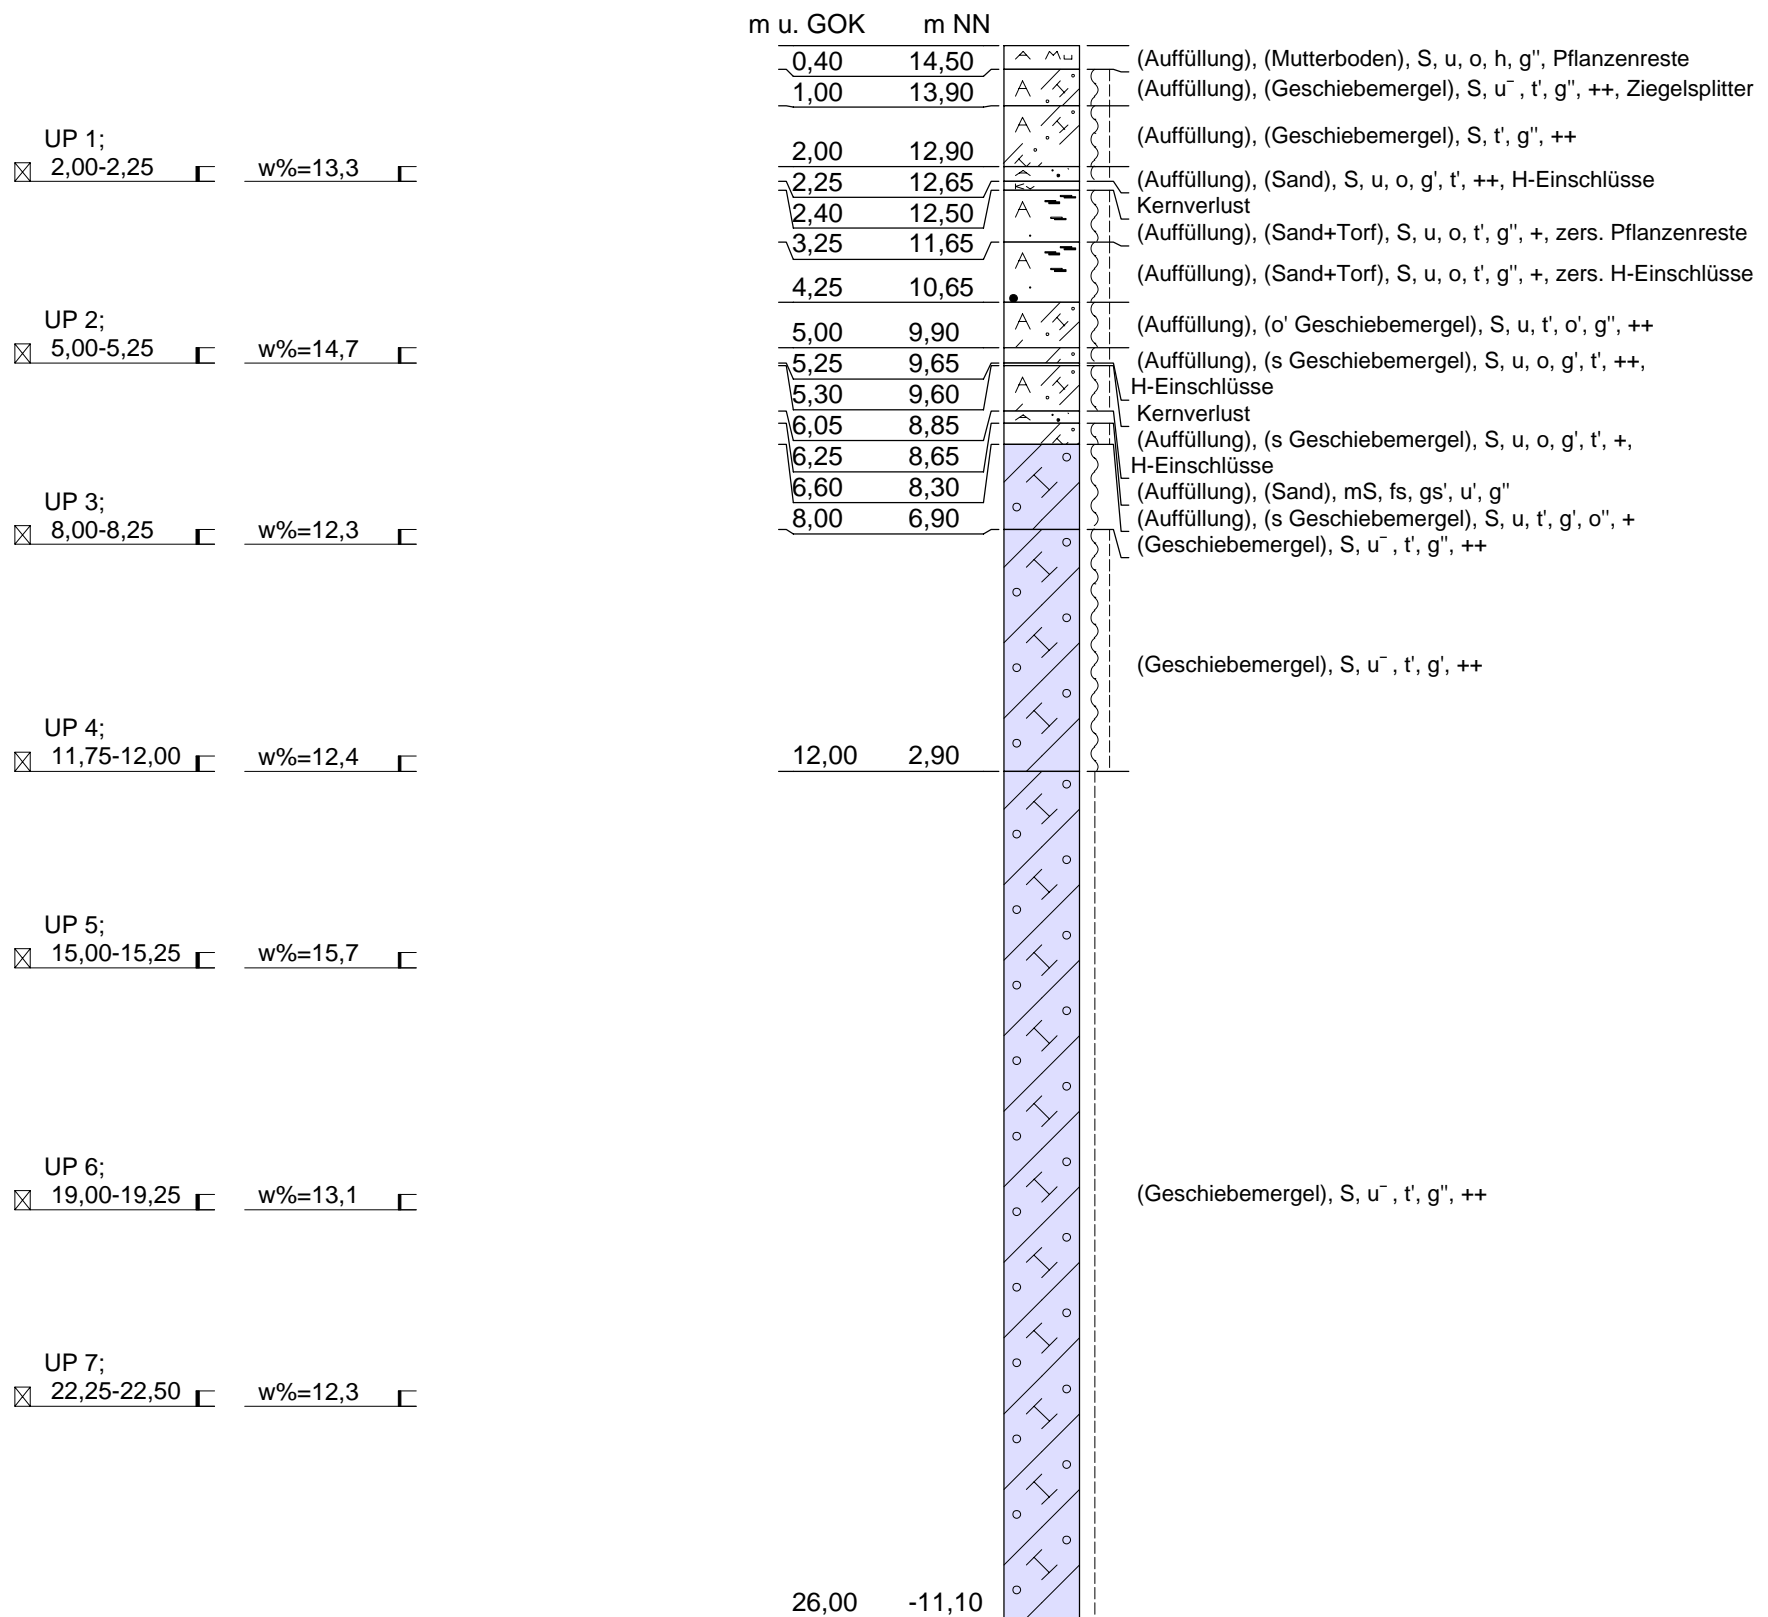 m u. GOK m NN
0,40 14,50
(Auffüllung), (Mutterboden), S, u, o, h, g'', Pflanzenreste
A Mu
1,00 13,90
(Auffüllung), (Geschiebemergel), S, u¯ , t', g'', ++, Ziegelsplitter
A
UP 1;
2,00-2,25 w%=13,3
2,00 12,90
(Auffüllung), (Geschiebemergel), S, t', g'', ++
A
2,25 12,65
(Auffüllung), (Sand), S, u, o, g', t', ++, H-Einschlüsse
A
2,40 12,50
Kernverlust
Kv
3,25 11,65
(Auffüllung), (Sand+Torf), S, u, o, t', g'', +, zers. Pflanzenreste
A
4,25 10,65
(Auffüllung), (Sand+Torf), S, u, o, t', g'', +, zers. H-Einschlüsse
A
UP 2;
5,00-5,25 w%=14,7
5,00 9,90
(Auffüllung), (o' Geschiebemergel), S, u, t', o', g'', ++
A
5,25 9,65
(Auffüllung), (s Geschiebemergel), S, u, o, g', t', ++,
H-Einschlüsse
5,30 9,60
Kernverlust
6,05 8,85
(Auffüllung), (s Geschiebemergel), S, u, o, g', t', +,
H-Einschlüsse
A
6,25 8,65
(Auffüllung), (Sand), mS, fs, gs', u', g''
A
6,60 8,30
(Auffüllung), (s Geschiebemergel), S, u, t', g', o'', +
UP 3;
8,00-8,25 w%=12,3
8,00 6,90
(Geschiebemergel), S, u¯ , t', g'', ++
(Geschiebemergel), S, u¯ , t', g', ++
UP 4;
11,75-12,00 w%=12,4
12,00 2,90
UP 5;
15,00-15,25 w%=15,7
UP 6;
19,00-19,25 w%=13,1
(Geschiebemergel), S, u¯ , t', g'', ++
UP 7;
22,25-22,50 w%=12,3
26,00 -11,10